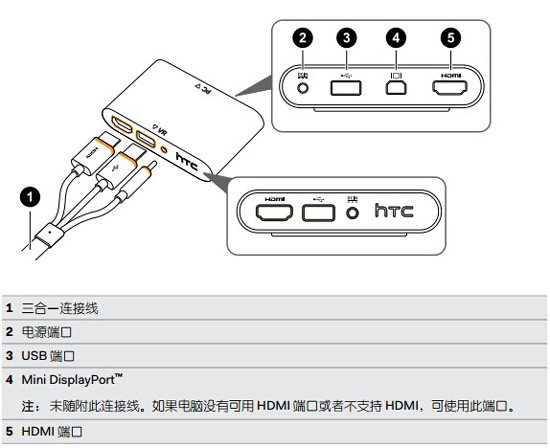 2
3
4
5
HDMI
PC
VR
HDMI
hTC
1
HDMI
hTC
1 三合一连接线
2 电源端口
3 USB 端口
4 Mini DisplayPort™
注： 未随附此连接线。如果电脑没有可用 HDMI 端口或者不支持 HDMI，可使用此端口。
5 HDMI 端口